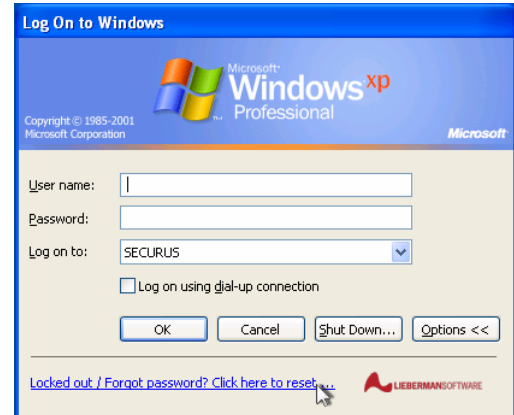 Log On to Windows
Microsoft®
Windows xp
Professional
Copyright © 1985-2001
Microsoft Corporation
Microsoft
User name:
Password:
Log on to: SECURUS
Log on using dial-up connection
OK Cancel Shut Down... Options <<
Locked out / Forgot password? Click here to reset ... LIEBERMANSOFTWARE